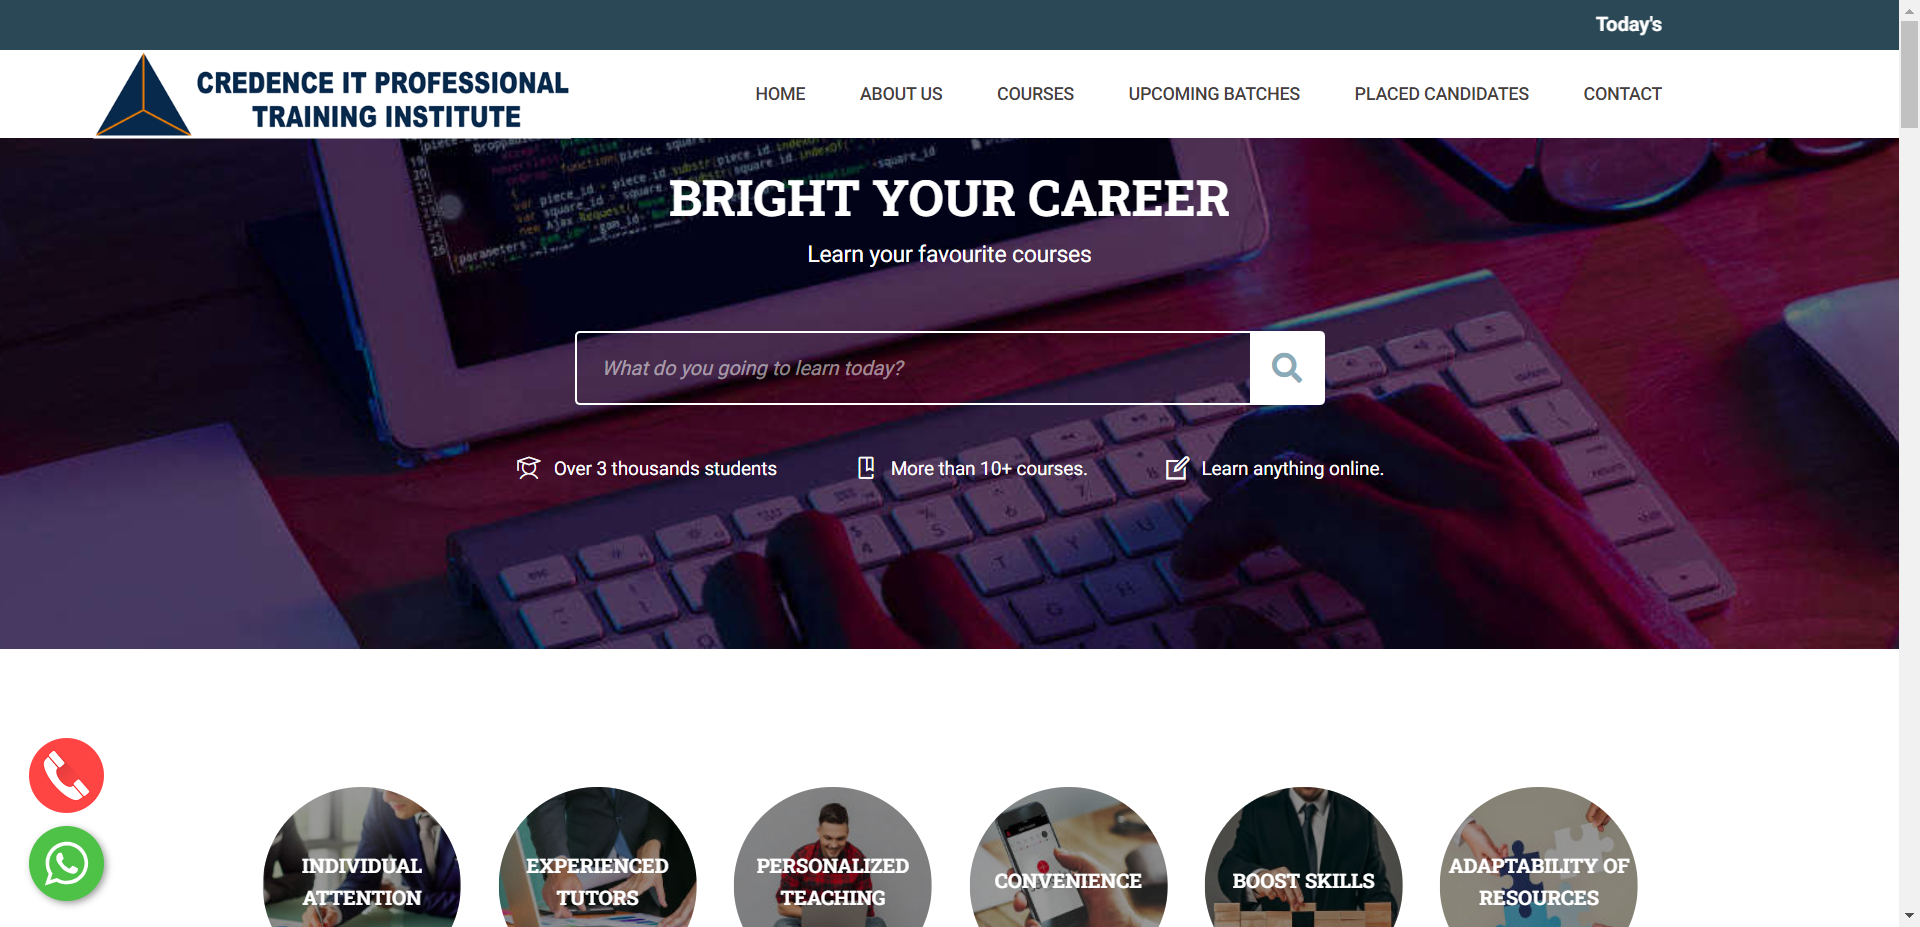 Today's
CREDENCE IT PROFESSIONAL
TRAINING INSTITUTE
HOME
ABOUT US
COURSES
UPCOMING BATCHES
PLACED CANDIDATES
CONTACT
BRIGHT YOUR CAREER
Learn your favourite courses
What do you going to learn today?
Over 3 thousands students
More than 10+ courses.
Learn anything online.
INDIVIDUAL
ATTENTION
EXPERIENCED
TUTORS
PERSONALIZED
TEACHING
CONVENIENCE
BOOST SKILLS
ADAPTABILITY OF
RESOURCES